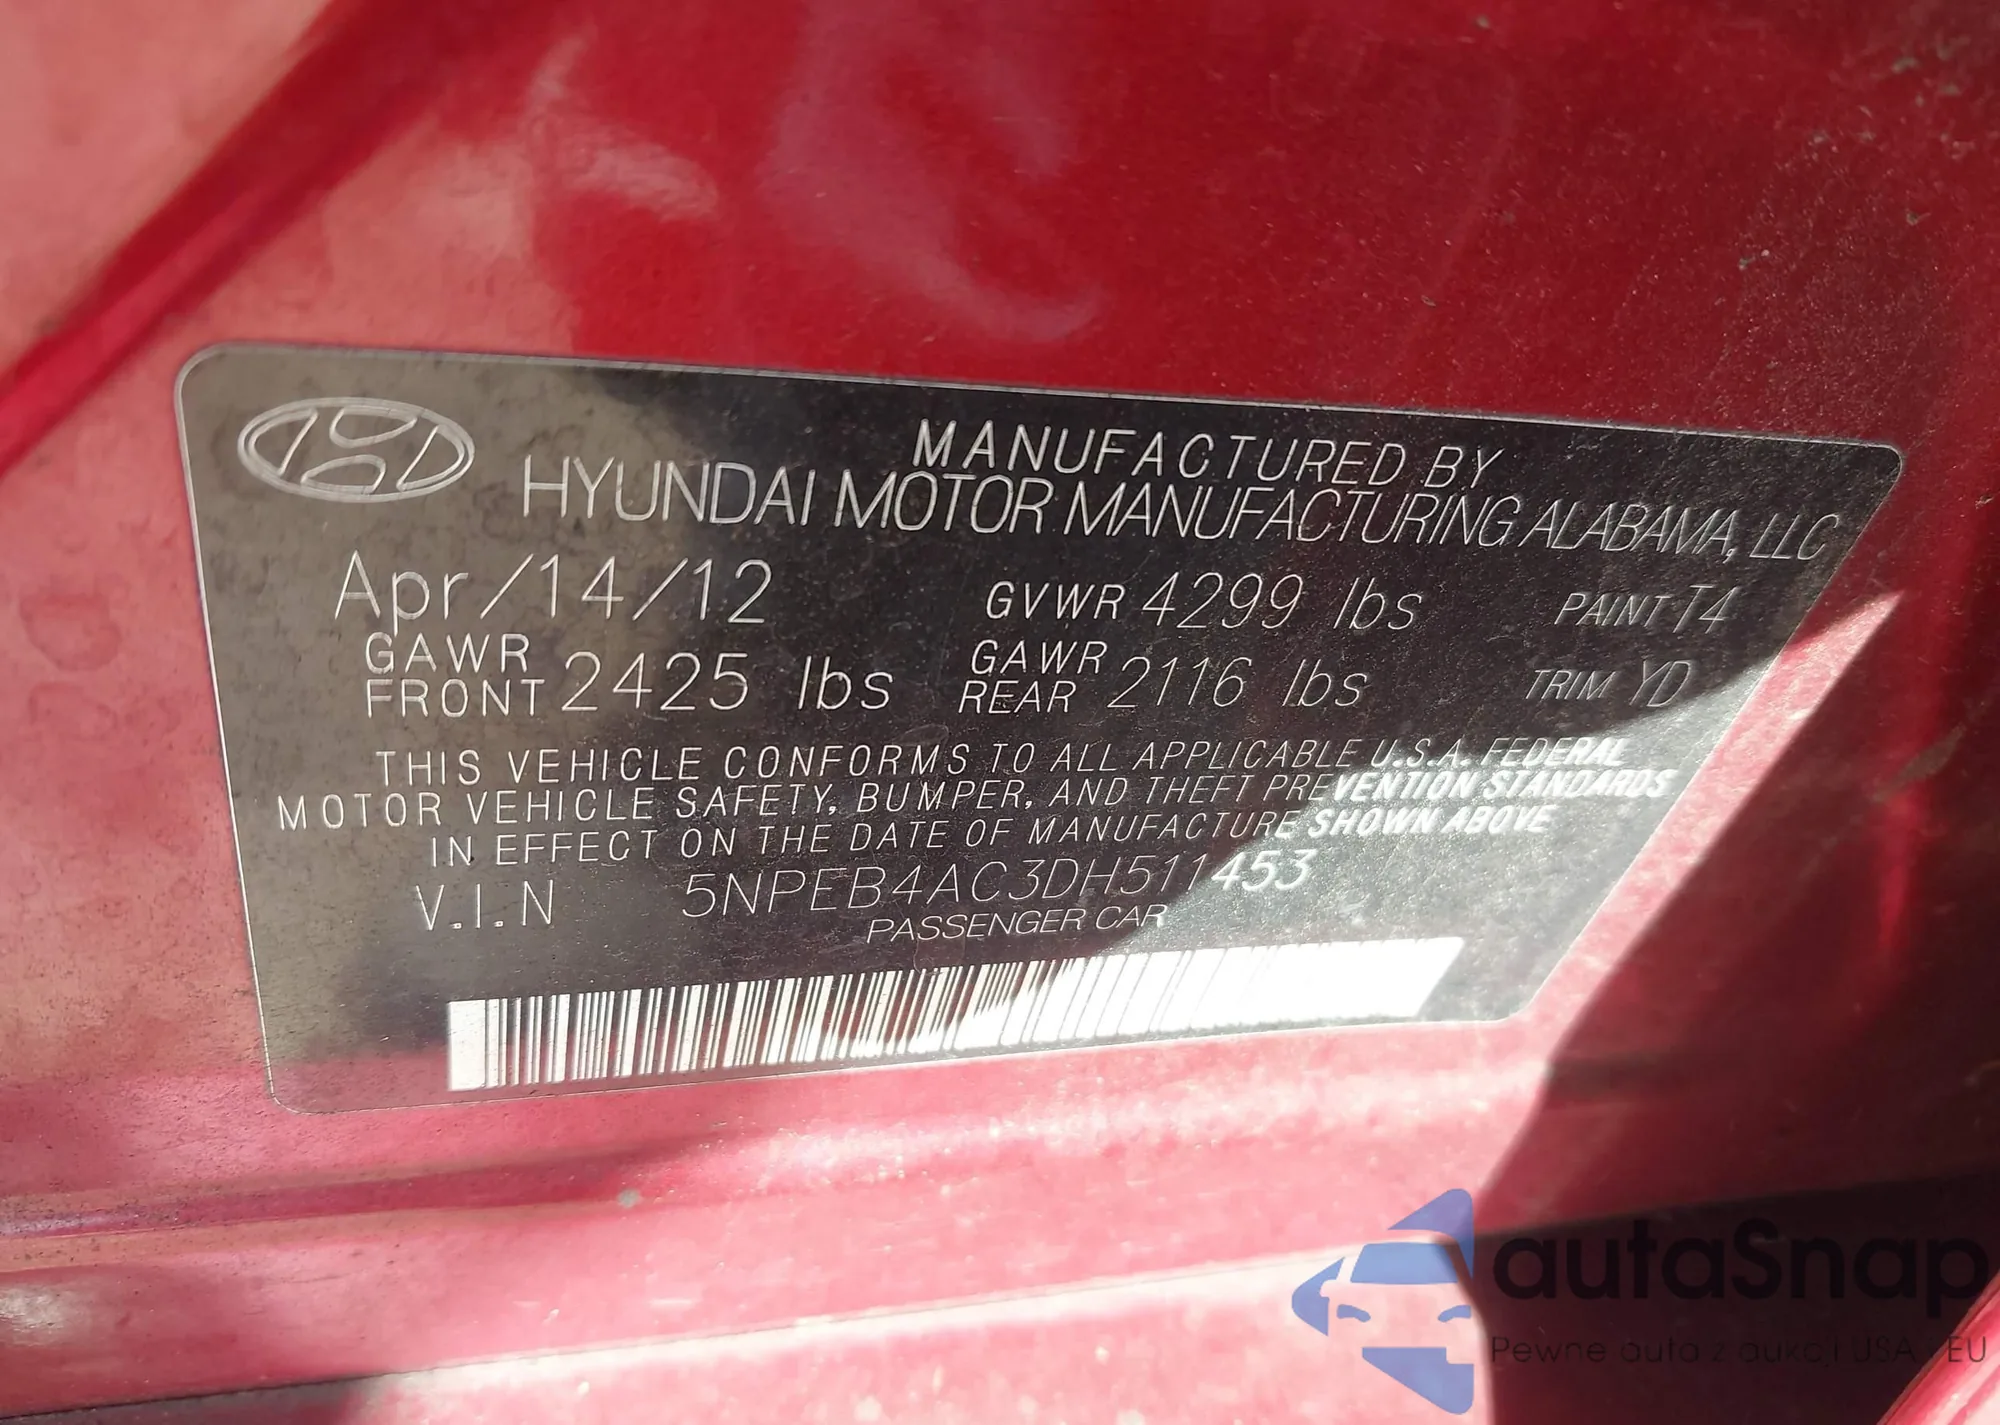 MANUFACTURED BY
HYUNDAI MOTOR MANUFACTURING ALABAMA, LLC
Apr/14/12 GVWR 4299 lbs PAINT T4
GAWR FRONT 2425 lbs GAWR REAR 2116 lbs TRIM YD
THIS VEHICLE CONFORMS TO ALL APPLICABLE U.S.A. FEDERAL
MOTOR VEHICLE SAFETY, BUMPER, AND THEFT PREVENTION STANDARDS
IN EFFECT ON THE DATE OF MANUFACTURE SHOWN ABOVE
V.I.N 5NPEB4AC3DH511453
PASSENGER CAR
autaSnap
Pewne auta z aukcji USA i EU